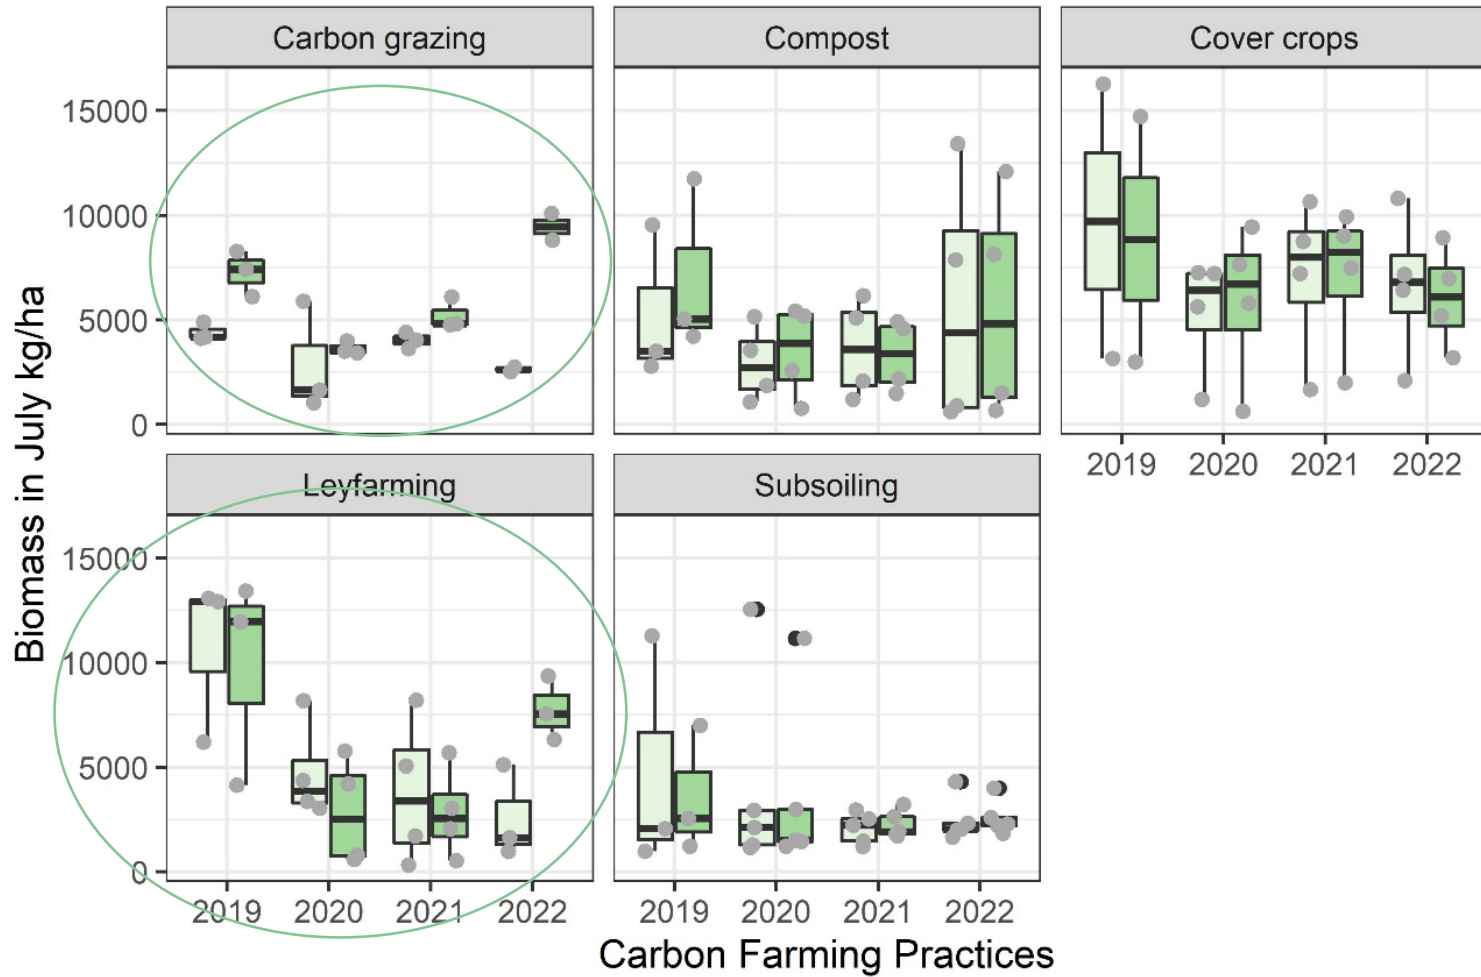 Carbon grazing
Compost
Cover crops
15000
10000
5000
0
2019 2020 2021 2022
Leyfarming
Subsoiling
15000
10000
5000
0
2019 2020 2021 2022
2019 2020 2021 2022
Biomass in July kg/ha
Carbon Farming Practices